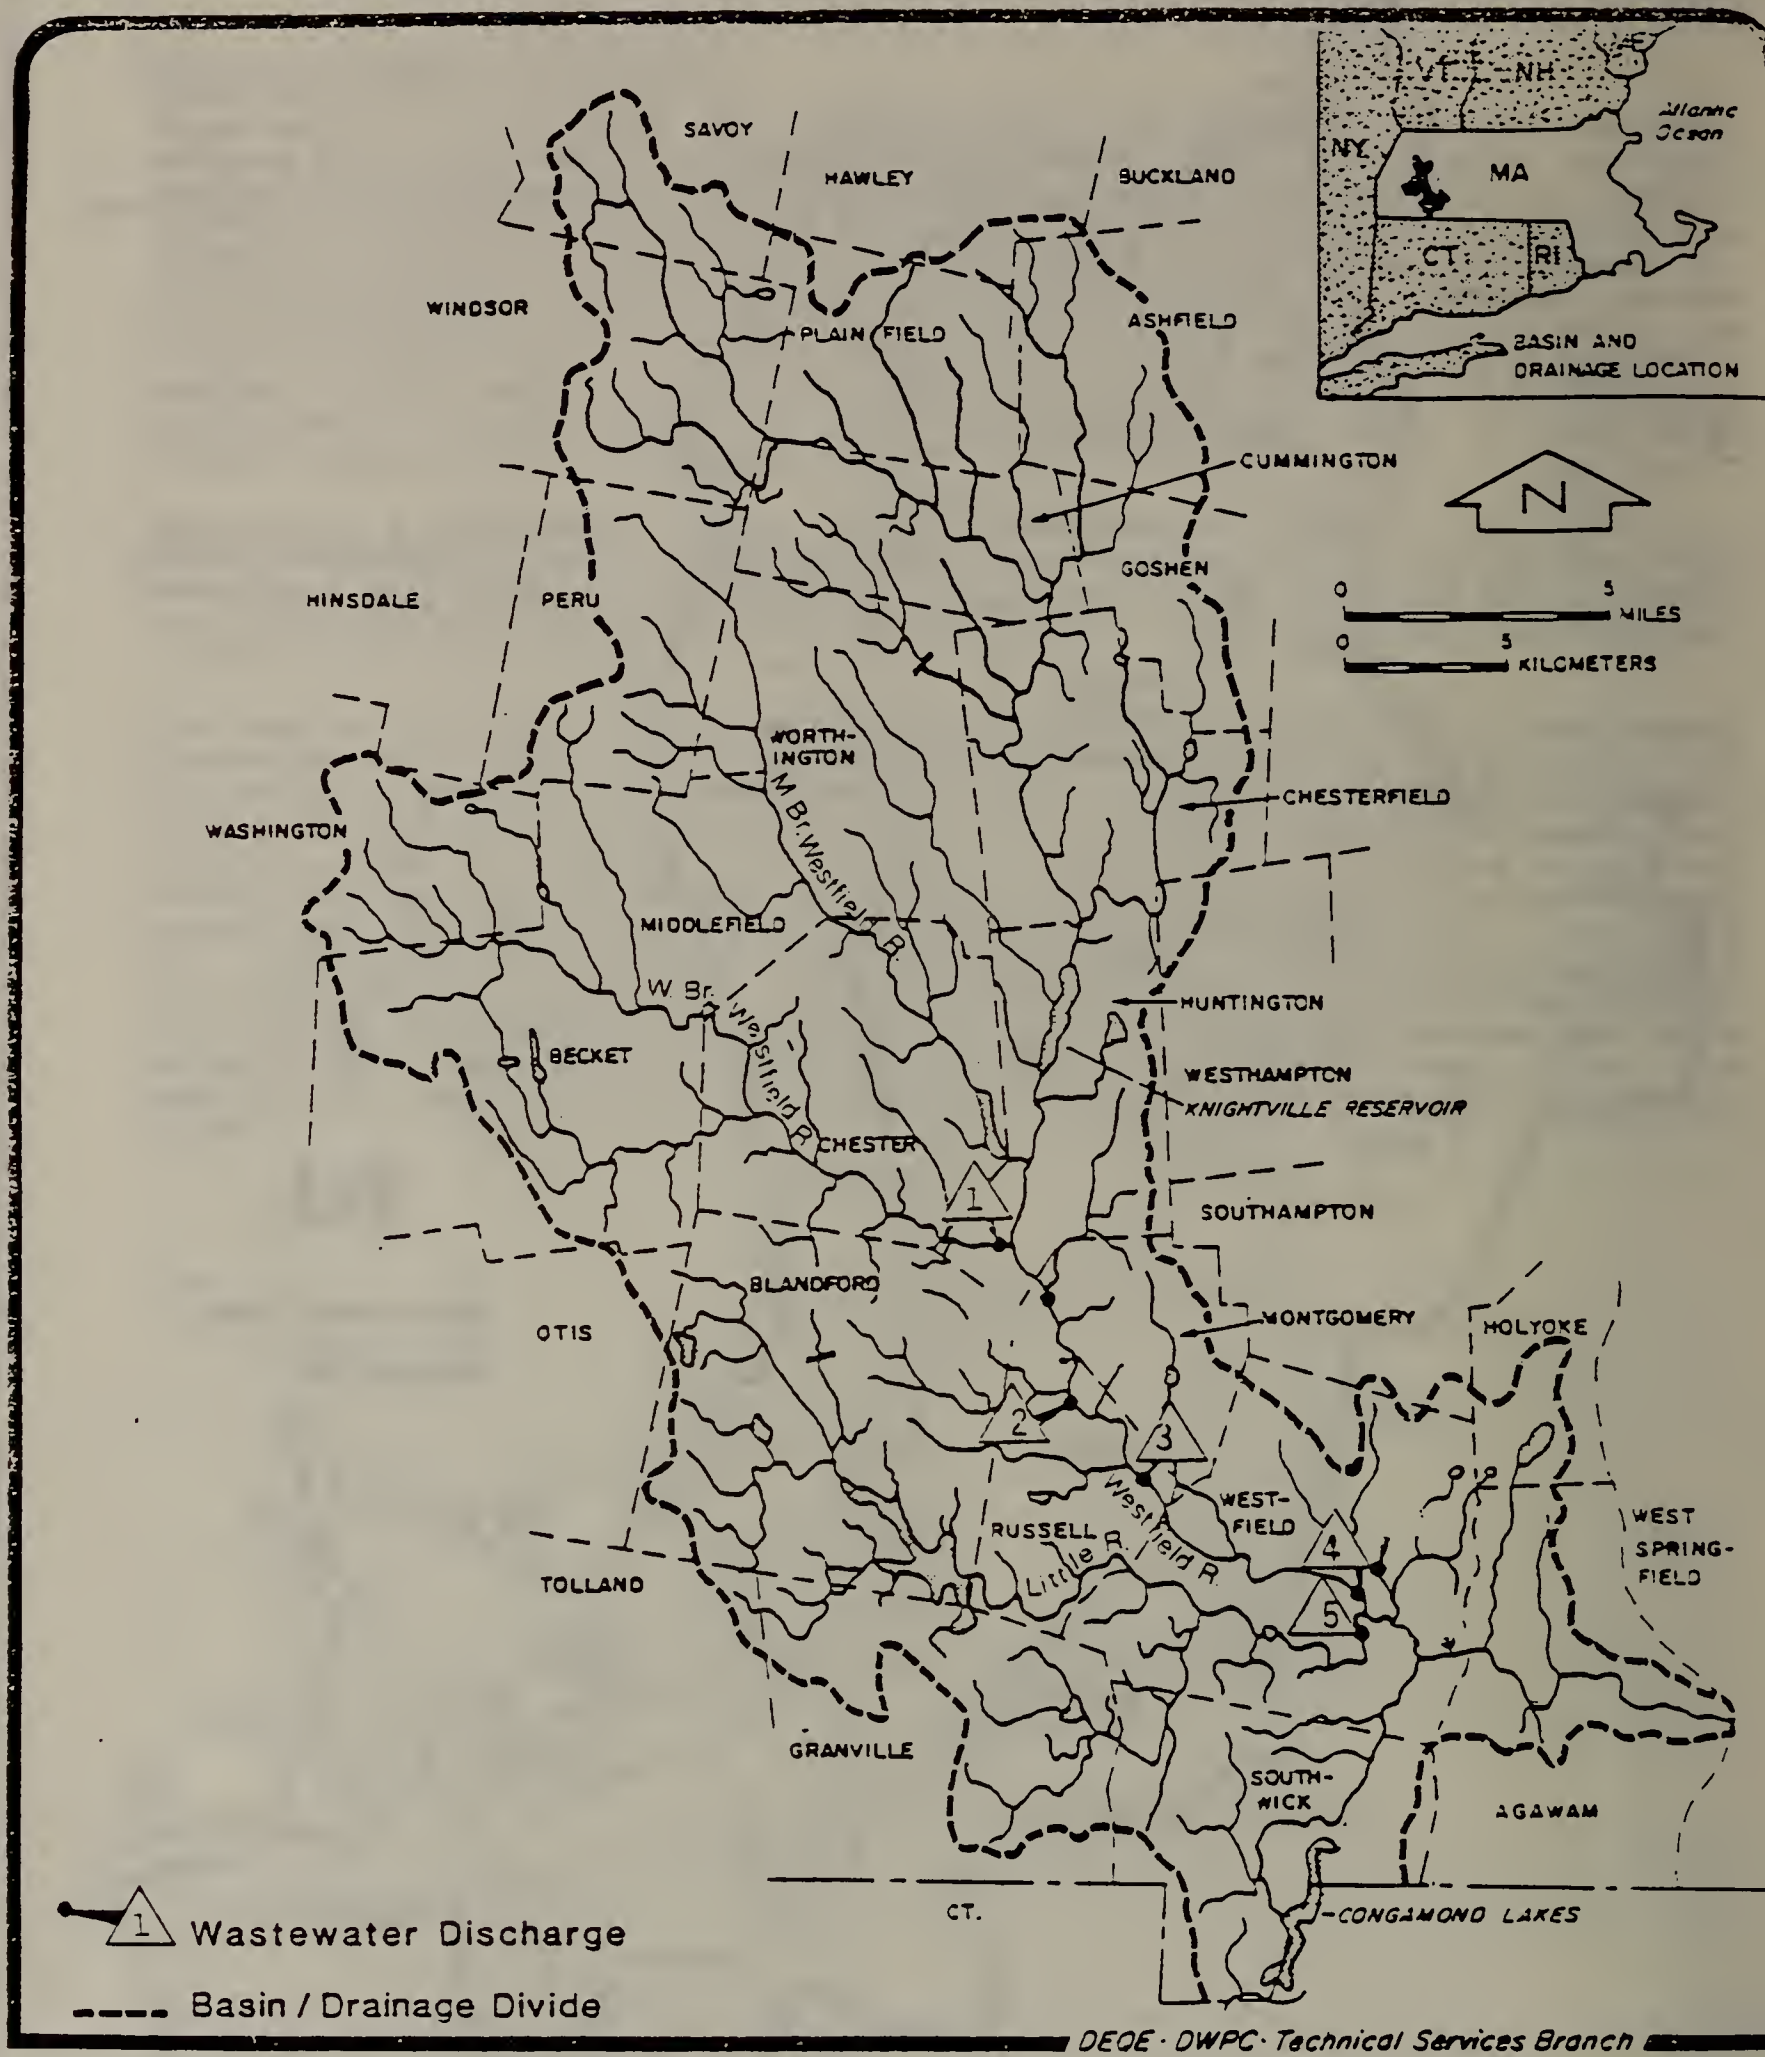 SAVOY
HAWLEY
BUCKLAND
VT
NH
Atlantic
Ocean
NY
MA
CT
RI
BASIN AND
DRAINAGE LOCATION
WINDSOR
PLAINFIELD
ASHFIELD
CUMMINGTON
N
GOSHEN
HINSDALE
PERU
0 5
MILES
0 5
KILOMETERS
WORTH-
INGTON
CHESTERFIELD
WASHINGTON
M Br. Westfield R.
MIDDLEFIELD
W. Br. Westfield R.
HUNTINGTON
BECKET
WESTHAMPTON
KNIGHTVILLE RESERVOIR
CHESTER
1
SOUTHAMPTON
BLANDFORD
OTIS
MONTGOMERY
HOLYOKE
2
3
Westfield R.
WEST-
FIELD
RUSSELL
Little R.
4
WEST
SPRING-
FIELD
TOLLAND
5
GRANVILLE
SOUTH-
WICK
AGAWAM
CT.
CONGAMOND LAKES
1 Wastewater Discharge
Basin / Drainage Divide
DEQE · DWPC · Technical Services Branch